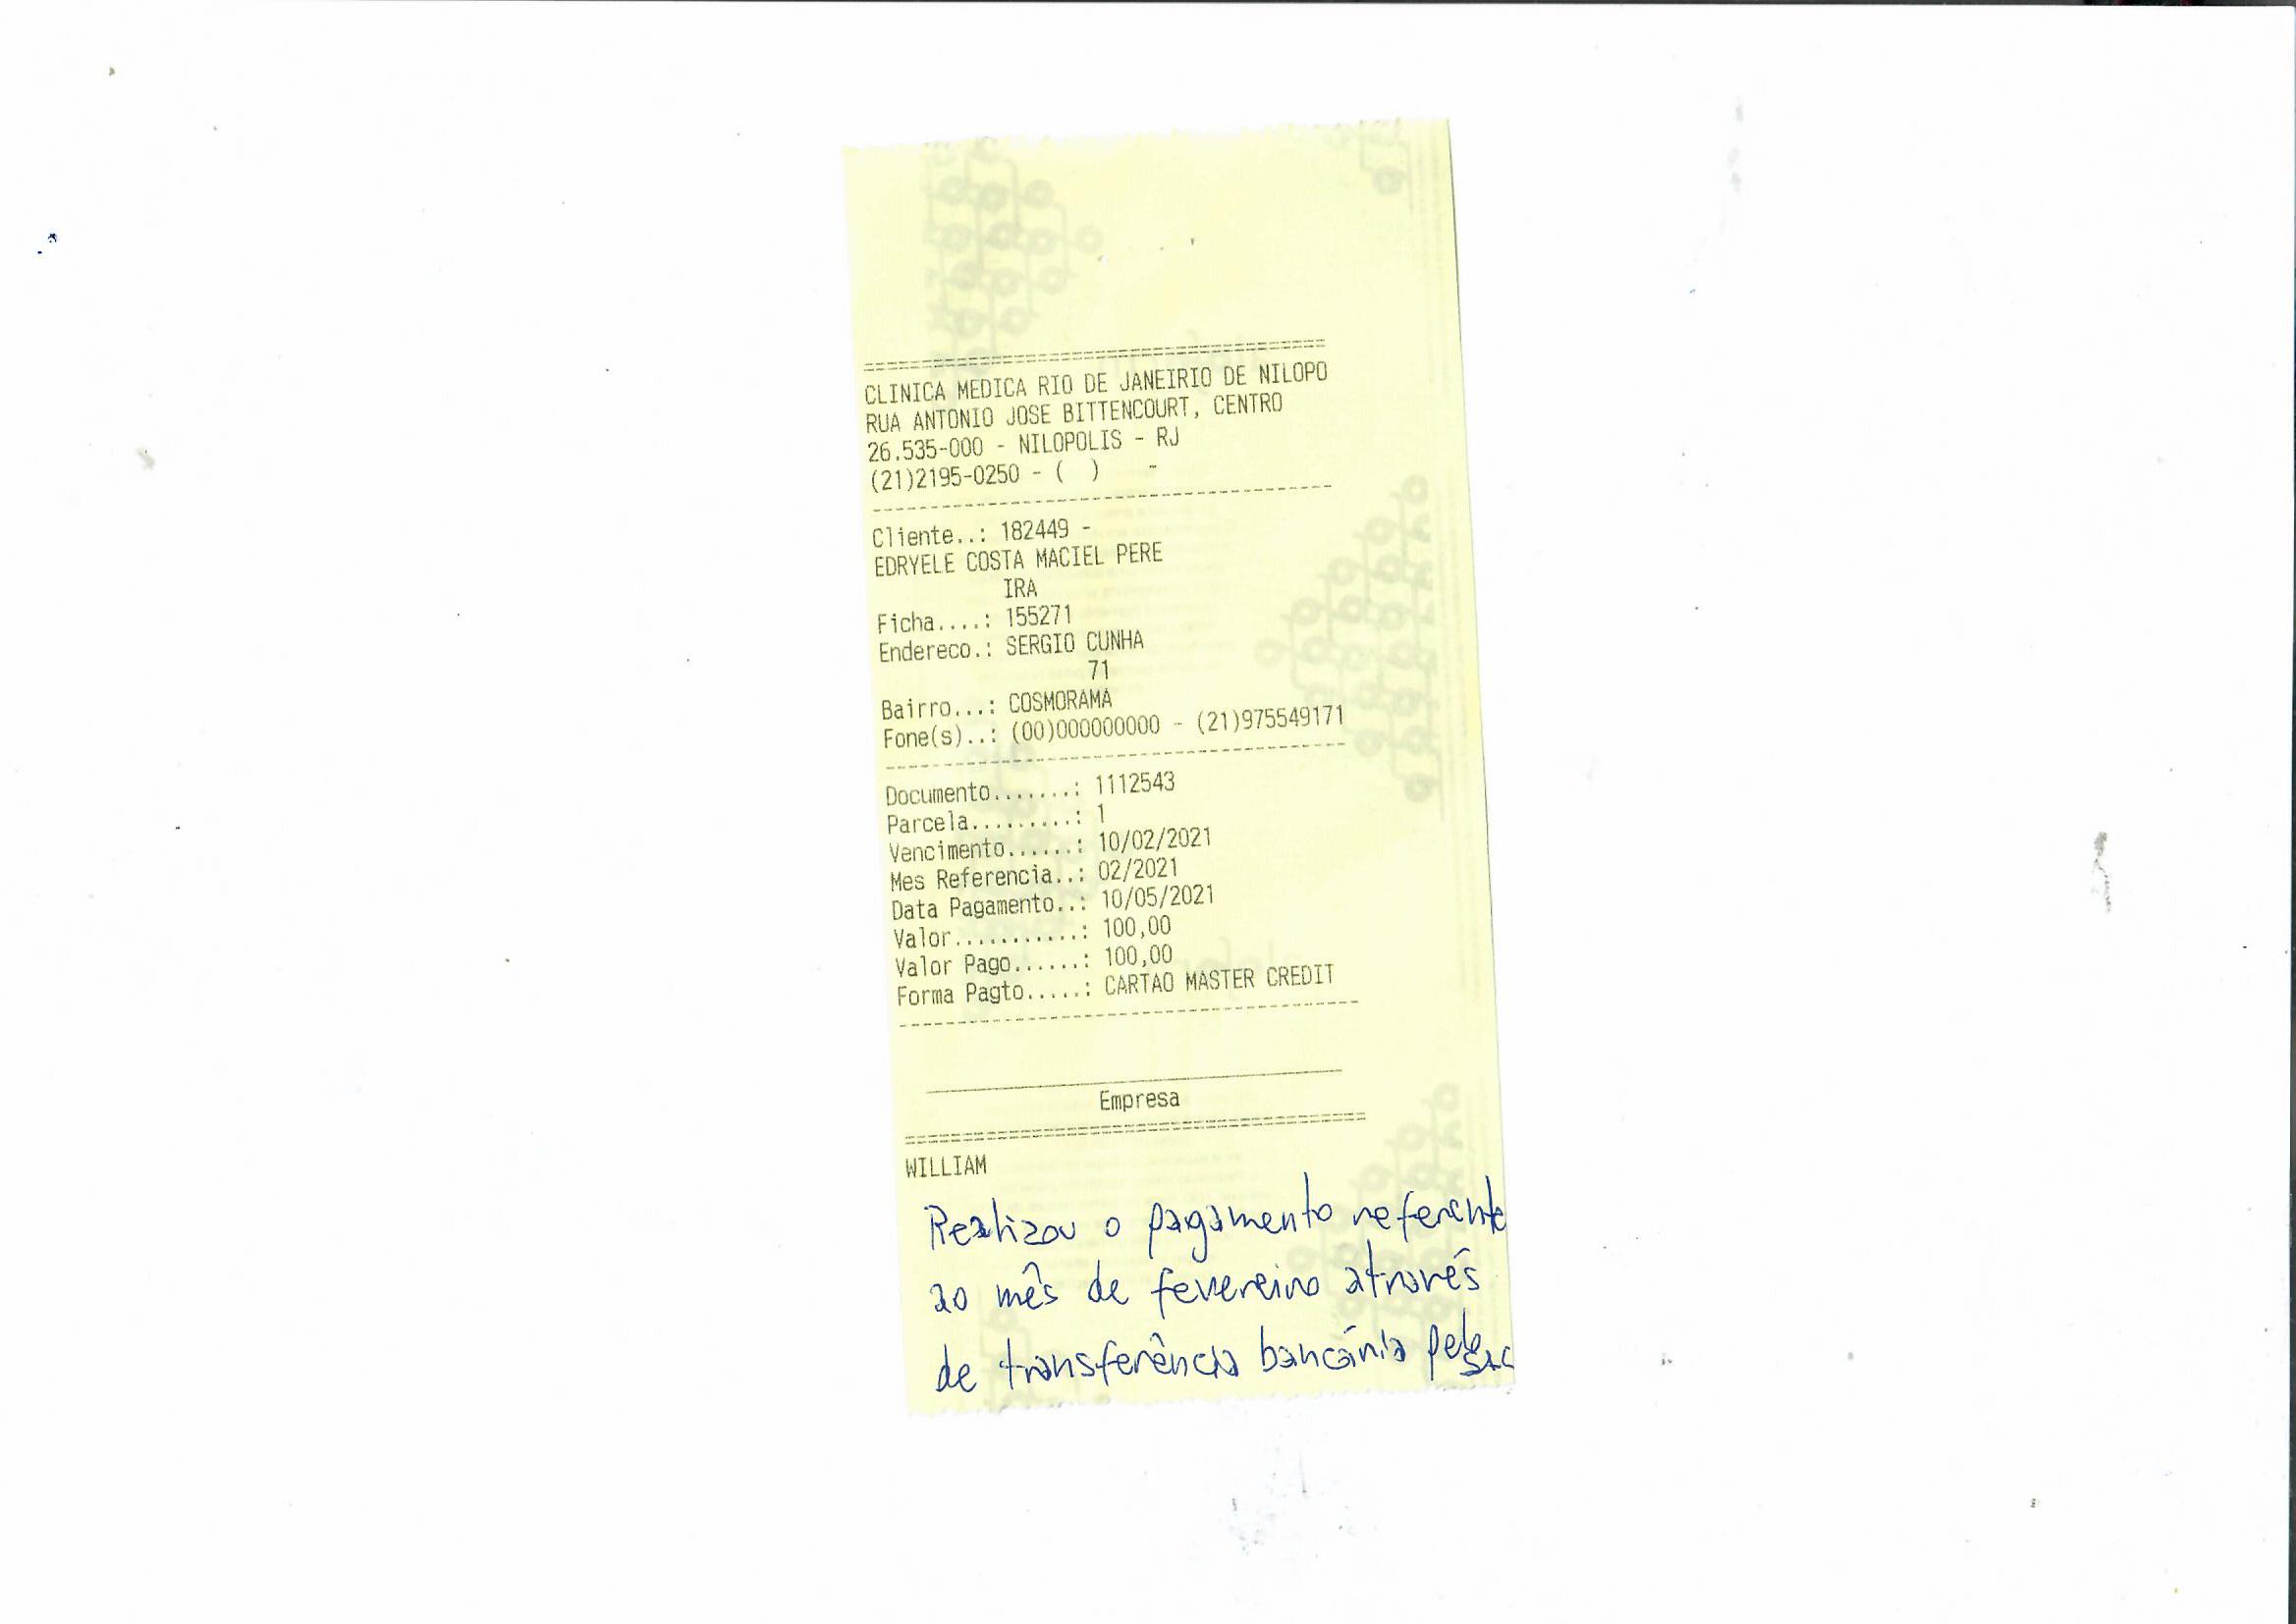 ========================================
CLINICA MEDICA RIO DE JANEIRIO DE NILOPO
RUA ANTONIO JOSE BITTENCOURT, CENTRO
26.535-000 - NILOPOLIS - RJ
(21)2195-0250 - (  )    -
----------------------------------------
Cliente..: 182449 -
EDRYELE COSTA MACIEL PERE
IRA
Ficha....: 155271
Endereco.: SERGIO CUNHA
71
Bairro...: COSMORAMA
Fone(s)..: (00)000000000 - (21)975549171
----------------------------------------
Documento.......: 1112543
Parcela.........: 1
Vencimento......: 10/02/2021
Mes Referencia..: 02/2021
Data Pagamento..: 10/05/2021
Valor...........: 100,00
Valor Pago......: 100,00
Forma Pagto.....: CARTAO MASTER CREDIT
----------------------------------------
Empresa
========================================
WILLIAM
Realizou o pagamento referente
ao mês de fevereiro através
de transferência bancária pelo
SAC